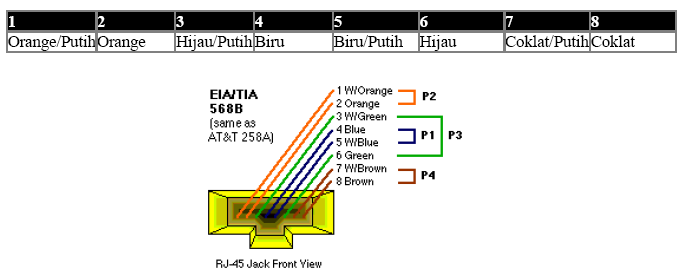 1 2 3 4 5 6 7 8
Orange/Putih Orange Hijau/Putih Biru Biru/Putih Hijau Coklat/Putih Coklat
EIA/TIA
568B
(same as
AT&T 258A)
1 W/Orange
2 Orange
3 W/Green
4 Blue
5 W/Blue
6 Green
7 W/Brown
8 Brown
P2
P1 P3
P4
RJ-45 Jack Front View